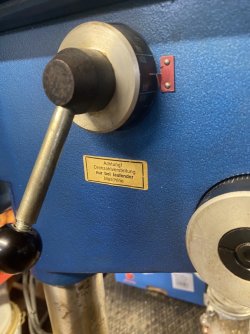 Achtung!
Drehzahlverstellung
nur bei laufender
Maschine